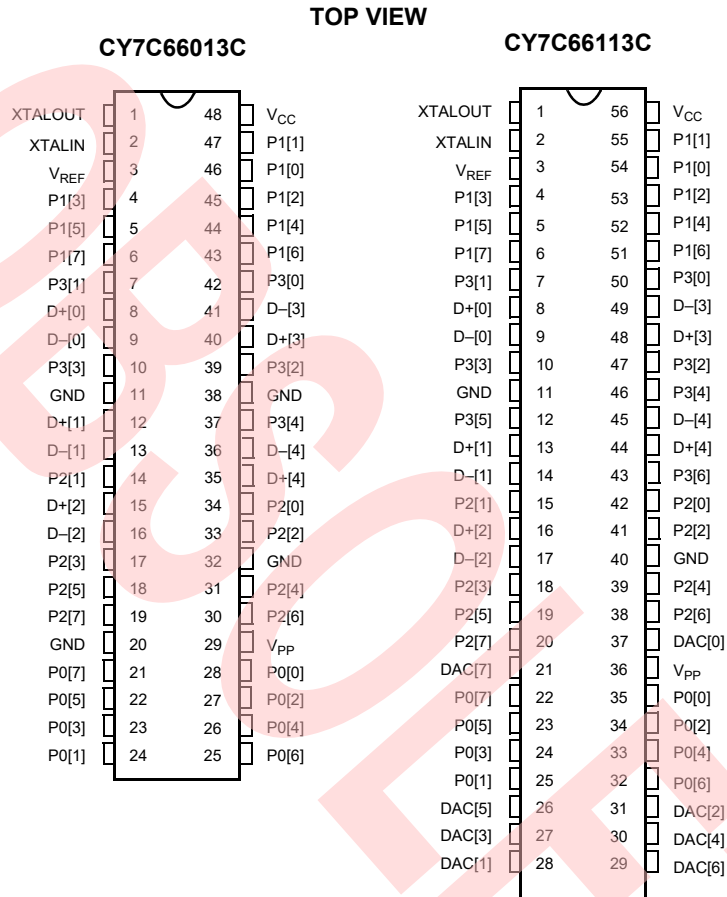 TOP VIEW
CY7C66013C
XTALOUT 1 48 VCC
XTALIN 2 47 P1[1]
VREF 3 46 P1[0]
P1[3] 4 45 P1[2]
P1[5] 5 44 P1[4]
P1[7] 6 43 P1[6]
P3[1] 7 42 P3[0]
D+[0] 8 41 D–[3]
D–[0] 9 40 D+[3]
P3[3] 10 39 P3[2]
GND 11 38 GND
D+[1] 12 37 P3[4]
D–[1] 13 36 D–[4]
P2[1] 14 35 D+[4]
D+[2] 15 34 P2[0]
D–[2] 16 33 P2[2]
P2[3] 17 32 GND
P2[5] 18 31 P2[4]
P2[7] 19 30 P2[6]
GND 20 29 VPP
P0[7] 21 28 P0[0]
P0[5] 22 27 P0[2]
P0[3] 23 26 P0[4]
P0[1] 24 25 P0[6]
CY7C66113C
XTALOUT 1 56 VCC
XTALIN 2 55 P1[1]
VREF 3 54 P1[0]
P1[3] 4 53 P1[2]
P1[5] 5 52 P1[4]
P1[7] 6 51 P1[6]
P3[1] 7 50 P3[0]
D+[0] 8 49 D–[3]
D–[0] 9 48 D+[3]
P3[3] 10 47 P3[2]
GND 11 46 P3[4]
P3[5] 12 45 D–[4]
D+[1] 13 44 D+[4]
D–[1] 14 43 P3[6]
P2[1] 15 42 P2[0]
D+[2] 16 41 P2[2]
D–[2] 17 40 GND
P2[3] 18 39 P2[4]
P2[5] 19 38 P2[6]
P2[7] 20 37 DAC[0]
DAC[7] 21 36 VPP
P0[7] 22 35 P0[0]
P0[5] 23 34 P0[2]
P0[3] 24 33 P0[4]
P0[1] 25 32 P0[6]
DAC[5] 26 31 DAC[2]
DAC[3] 27 30 DAC[4]
DAC[1] 28 29 DAC[6]
OBSOLE